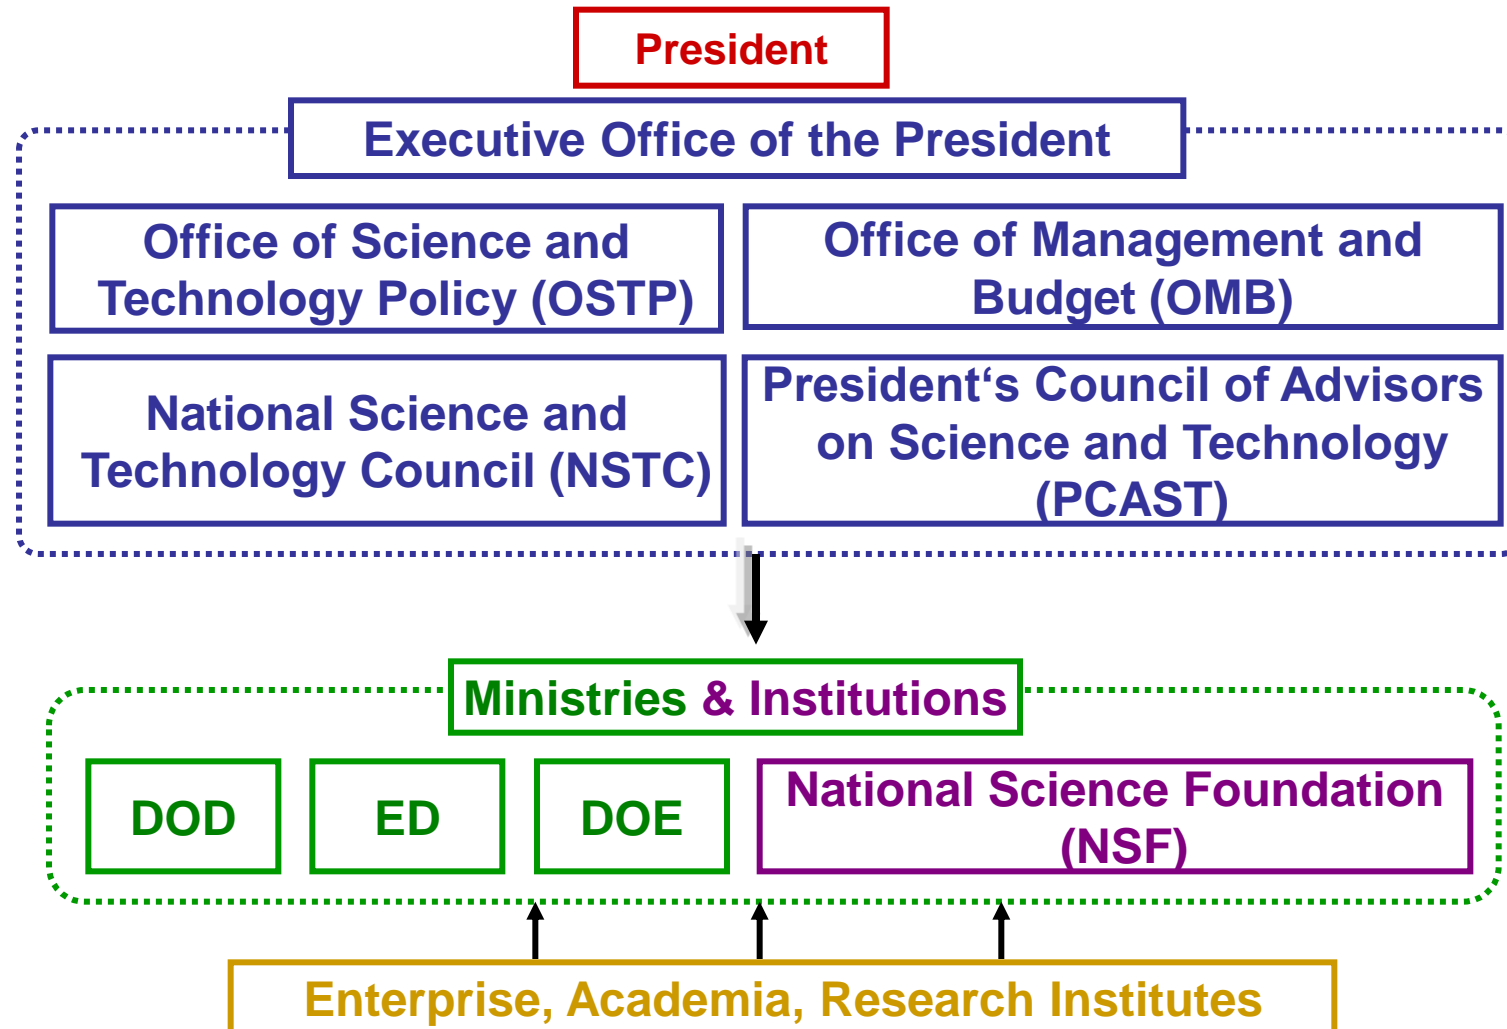 President
Executive Office of the President
Office of Science and
Technology Policy (OSTP)
Office of Management and
Budget (OMB)
National Science and
Technology Council (NSTC)
President‘s Council of Advisors
on Science and Technology
(PCAST)
Ministries & Institutions
DOD
ED
DOE
National Science Foundation
(NSF)
Enterprise, Academia, Research Institutes